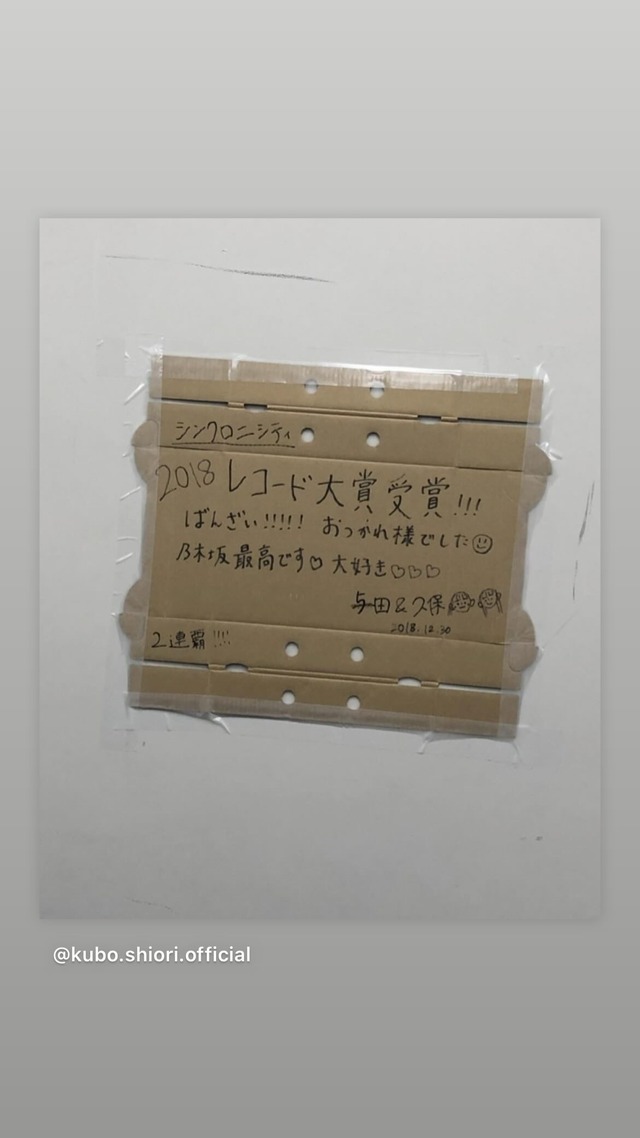 シンクロニシティ
2018 レコード大賞受賞!!!
ばんざい!!!!! おつかれ様でした☺
乃木坂最高です♡ 大好き♡♡♡
与田&久保
2018.12.30
2連覇!!!!
@kubo.shiori.official